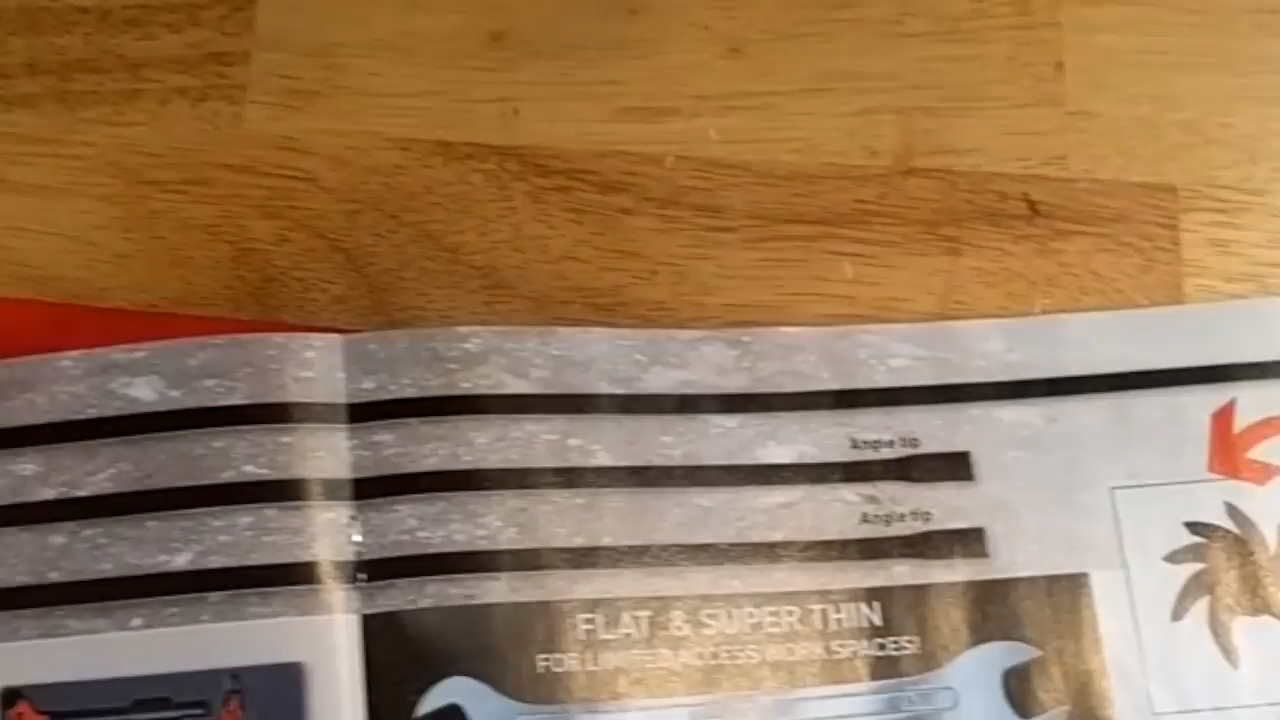 Angle tip
Angle tip
FLAT & SUPER THIN
FOR LIMITED ACCESS WORK SPACES!